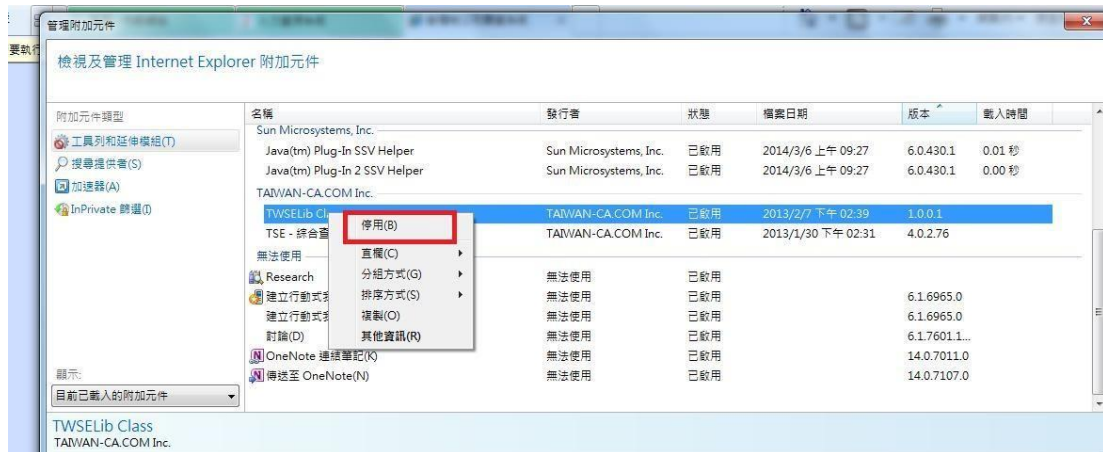 管理附加元件
要執行
檢視及管理 Internet Explorer 附加元件
附加元件類型
工具列和延伸模組(T)
搜尋提供者(S)
加速器(A)
InPrivate 篩選(I)
顯示:
目前已載入的附加元件
名稱 發行者 狀態 檔案日期 版本 載入時間
Sun Microsystems, Inc.
Java(tm) Plug-In SSV Helper Sun Microsystems, Inc. 已啟用 2014/3/6 上午 09:27 6.0.430.1 0.01 秒
Java(tm) Plug-In 2 SSV Helper Sun Microsystems, Inc. 已啟用 2014/3/6 上午 09:27 6.0.430.1 0.00 秒
TAIWAN-CA.COM Inc.
TWSELib Cl TAIWAN-CA.COM Inc. 已啟用 2013/2/7 下午 02:39 1.0.0.1
TSE - 綜合查 TAIWAN-CA.COM Inc. 已啟用 2013/1/30 下午 02:31 4.0.2.76
無法使用
Research 無法使用 已啟用
建立行動式我 無法使用 已啟用 6.1.6965.0
建立行動式我 無法使用 已啟用 6.1.6965.0
討論(D) 無法使用 已啟用 6.1.7601.1...
OneNote 連結筆記(K) 無法使用 已啟用 14.0.7011.0
傳送至 OneNote(N) 無法使用 已啟用 14.0.7107.0
停用(B)
直欄(C)
分組方式(G)
排序方式(S)
複製(O)
其他資訊(R)
TWSELib Class
TAIWAN-CA.COM Inc.